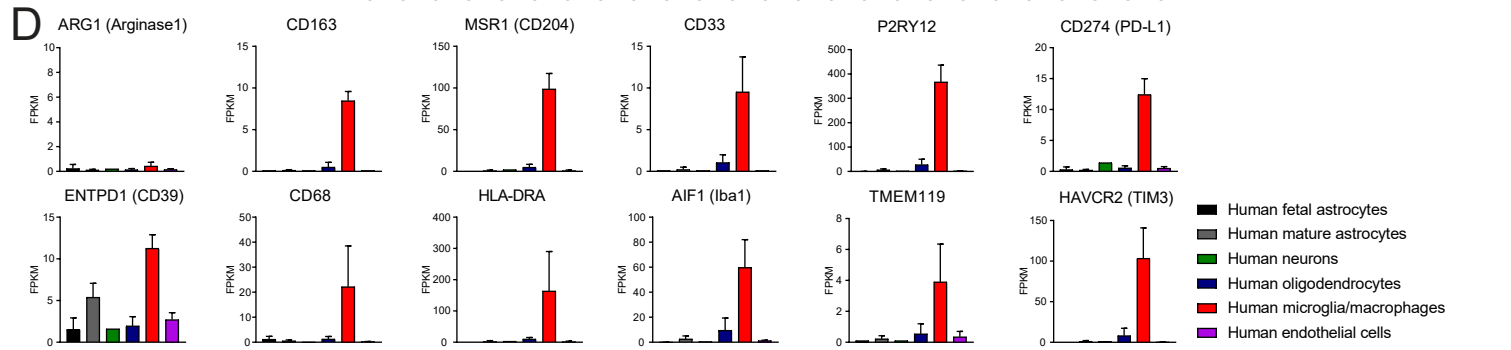 D
ARG1 (Arginase1)
CD163
MSR1 (CD204)
CD33
P2RY12
CD274 (PD-L1)
FPKM
10
8
6
4
2
0
FPKM
15
10
5
0
FPKM
150
100
50
0
FPKM
15
10
5
0
FPKM
500
400
300
200
100
0
FPKM
20
15
10
5
0
ENTPD1 (CD39)
CD68
HLA-DRA
AIF1 (Iba1)
TMEM119
HAVCR2 (TIM3)
FPKM
15
10
5
0
FPKM
50
40
30
20
10
0
FPKM
400
300
200
100
0
FPKM
100
80
60
40
20
0
FPKM
8
6
4
2
0
FPKM
150
100
50
0
Human fetal astrocytes
Human mature astrocytes
Human neurons
Human oligodendrocytes
Human microglia/macrophages
Human endothelial cells